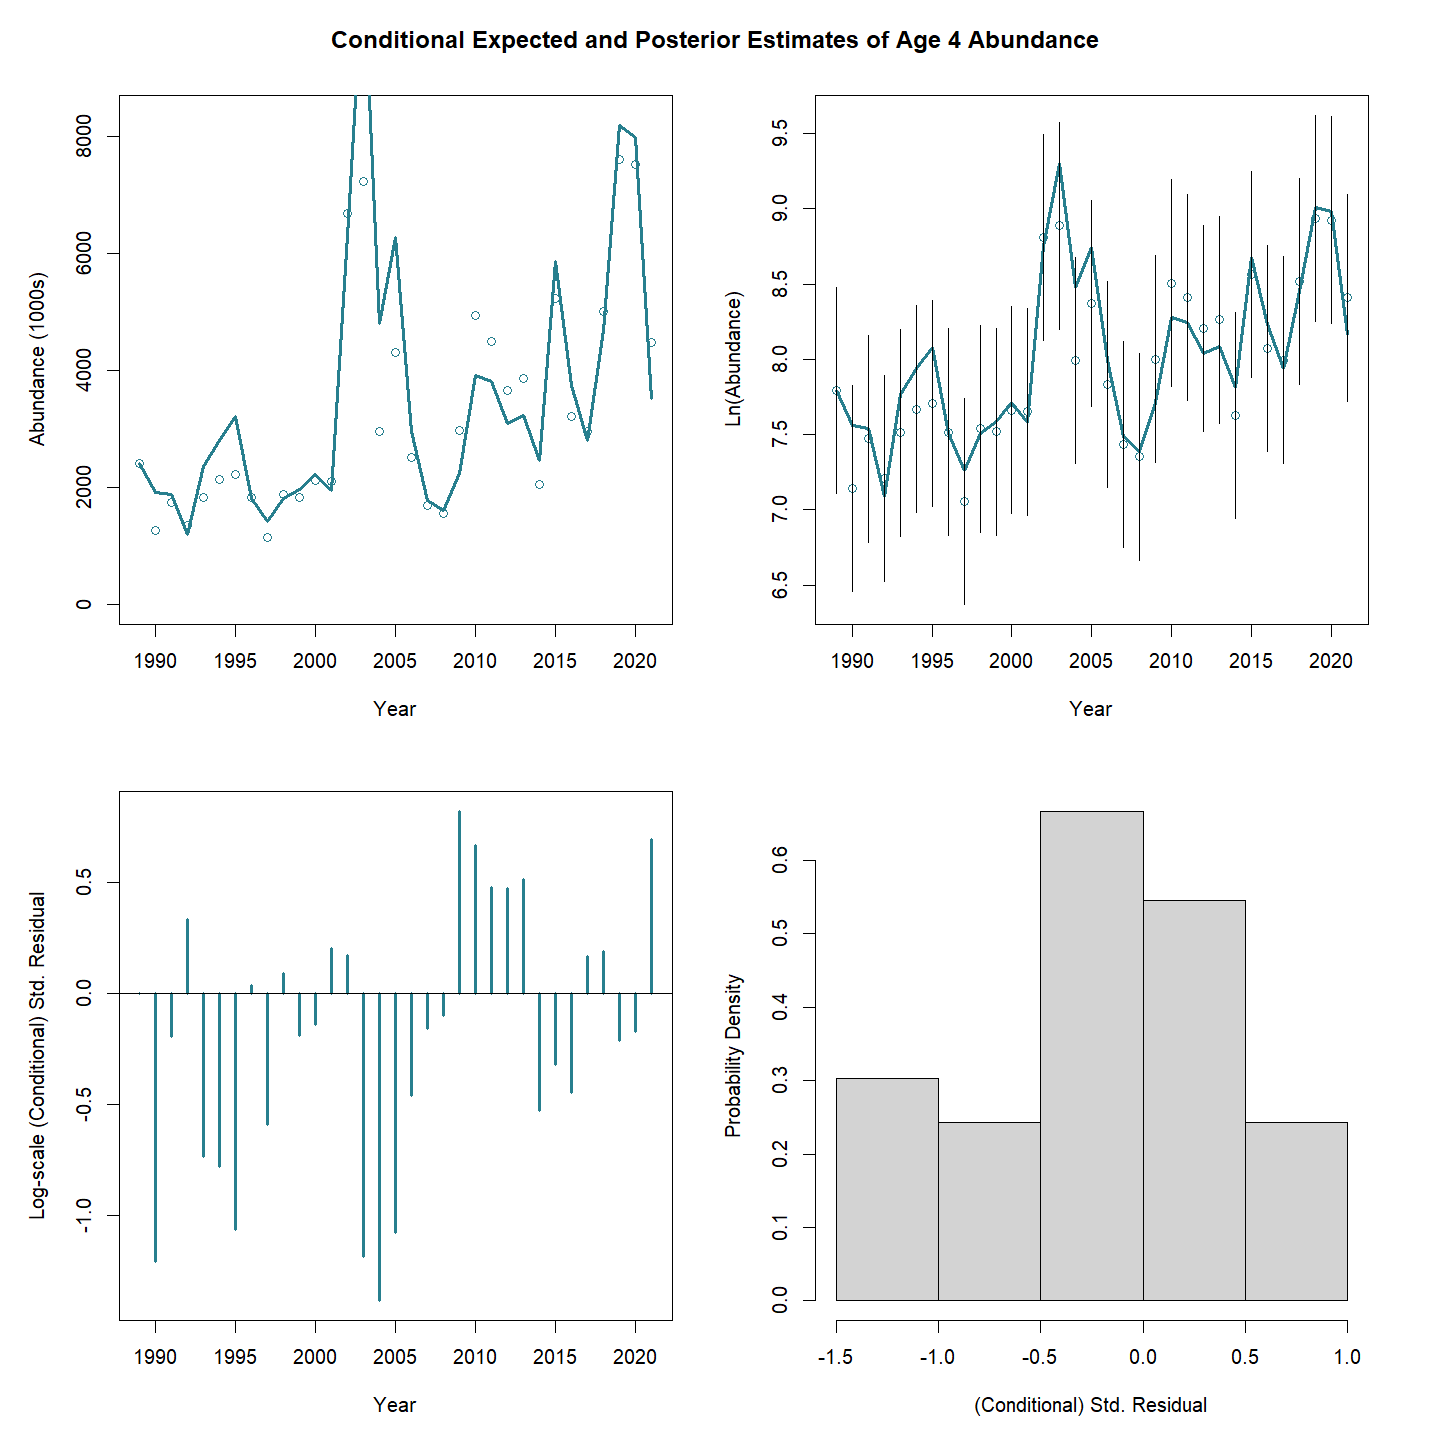 Conditional Expected and Posterior Estimates of Age 4 Abundance
Abundance (1000s)
8000
6000
4000
2000
0
1990 1995 2000 2005 2010 2015 2020
Year
Ln(Abundance)
9.5
9.0
8.5
8.0
7.5
7.0
6.5
1990 1995 2000 2005 2010 2015 2020
Year
Log-scale (Conditional) Std. Residual
0.5
0.0
-0.5
-1.0
1990 1995 2000 2005 2010 2015 2020
Year
Probability Density
0.6
0.5
0.4
0.3
0.2
0.1
0.0
-1.5 -1.0 -0.5 0.0 0.5 1.0
(Conditional) Std. Residual